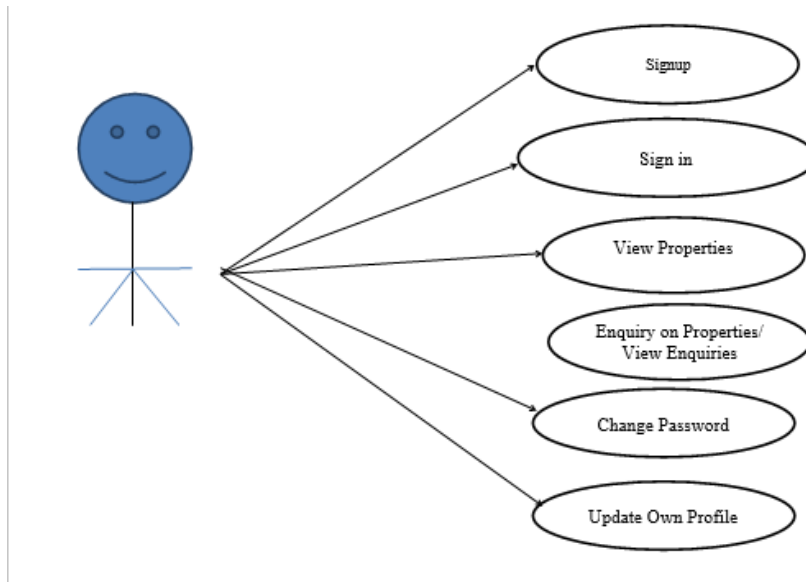 Signup
Sign in
View Properties
Enquiry on Properties/
View Enquiries
Change Password
Update Own Profile